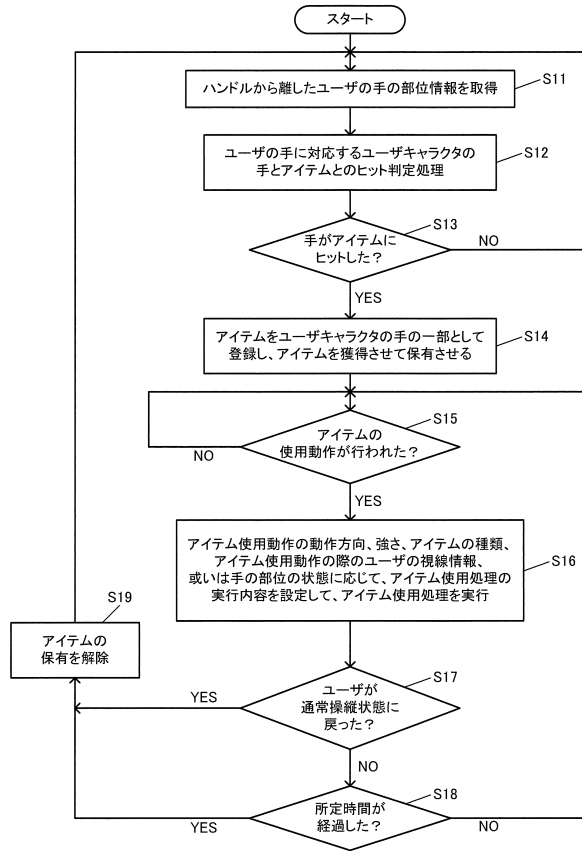 スタート
ハンドルから離したユーザの手の部位情報を取得
S11
ユーザの手に対応するユーザキャラクタの
手とアイテムとのヒット判定処理
S12
手がアイテムに
ヒットした？
S13
NO
YES
アイテムをユーザキャラクタの手の一部として
登録し、アイテムを獲得させて保有させる
S14
アイテムの
使用動作が行われた？
S15
NO
YES
アイテム使用動作の動作方向、強さ、アイテムの種類、
アイテム使用動作の際のユーザの視線情報、
或いは手の部位の状態に応じて、アイテム使用処理の
実行内容を設定して、アイテム使用処理を実行
S16
S19
アイテムの
保有を解除
ユーザが
通常操縦状態に
戻った？
S17
YES
NO
所定時間が
経過した？
S18
YES
NO